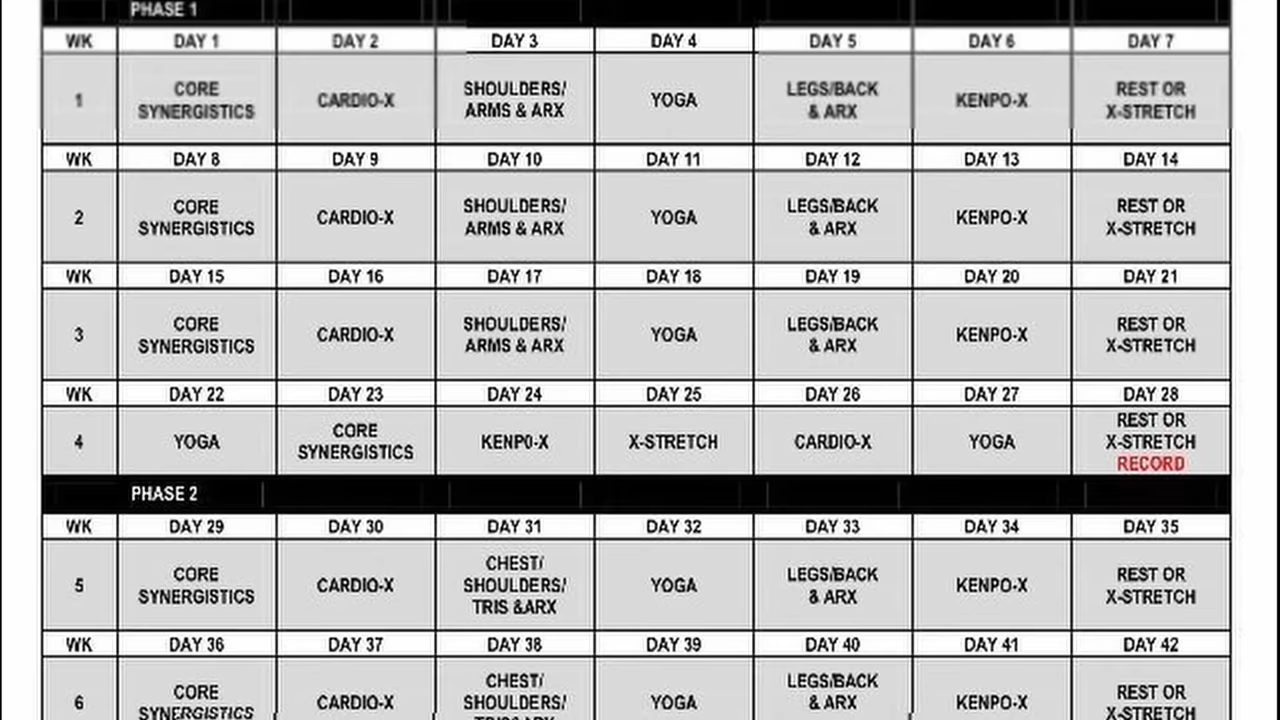 PHASE 1
WK DAY 1 DAY 2 DAY 3 DAY 4 DAY 5 DAY 6 DAY 7
1 CORE SYNERGISTICS CARDIO-X SHOULDERS/ ARMS & ARX YOGA LEGS/BACK & ARX KENPO-X REST OR X-STRETCH
WK DAY 8 DAY 9 DAY 10 DAY 11 DAY 12 DAY 13 DAY 14
2 CORE SYNERGISTICS CARDIO-X SHOULDERS/ ARMS & ARX YOGA LEGS/BACK & ARX KENPO-X REST OR X-STRETCH
WK DAY 15 DAY 16 DAY 17 DAY 18 DAY 19 DAY 20 DAY 21
3 CORE SYNERGISTICS CARDIO-X SHOULDERS/ ARMS & ARX YOGA LEGS/BACK & ARX KENPO-X REST OR X-STRETCH
WK DAY 22 DAY 23 DAY 24 DAY 25 DAY 26 DAY 27 DAY 28
4 YOGA CORE SYNERGISTICS KENP0-X X-STRETCH CARDIO-X YOGA REST OR X-STRETCH RECORD
PHASE 2
WK DAY 29 DAY 30 DAY 31 DAY 32 DAY 33 DAY 34 DAY 35
5 CORE SYNERGISTICS CARDIO-X CHEST/ SHOULDERS/ TRIS &ARX YOGA LEGS/BACK & ARX KENPO-X REST OR X-STRETCH
WK DAY 36 DAY 37 DAY 38 DAY 39 DAY 40 DAY 41 DAY 42
6 CORE SYNERGISTICS CARDIO-X CHEST/ SHOULDERS/ YOGA LEGS/BACK & ARX KENPO-X REST OR X-STRETCH